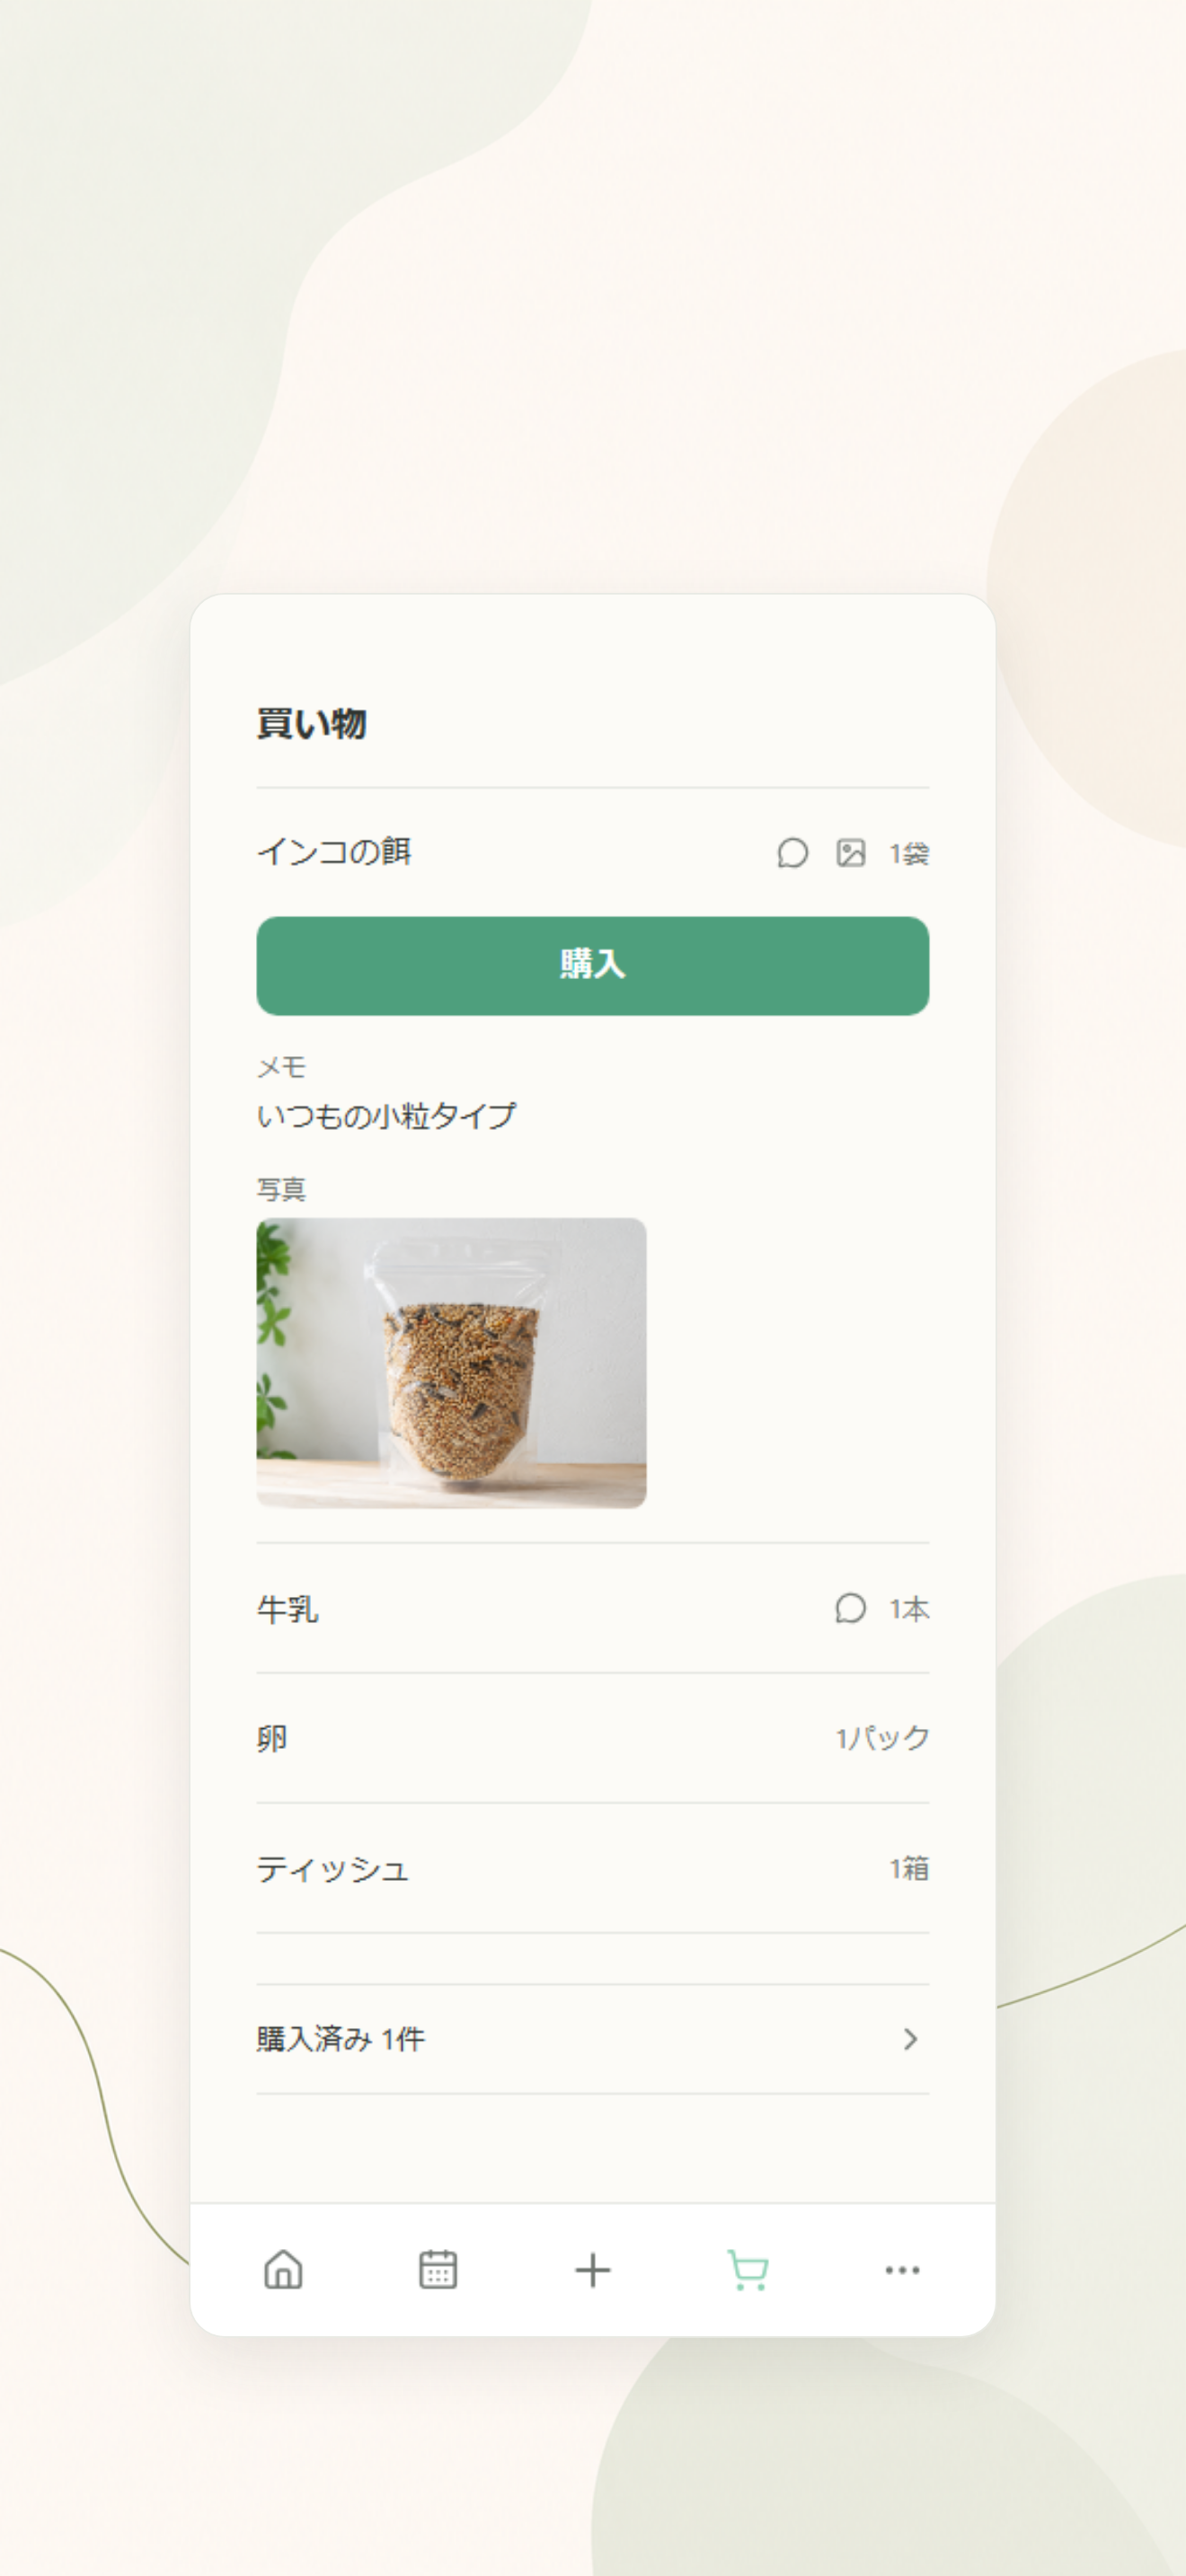 買い物
インコの餌 1袋
購入
メモ
いつもの小粒タイプ
写真
牛乳 1本
卵 1パック
ティッシュ 1箱
購入済み 1件